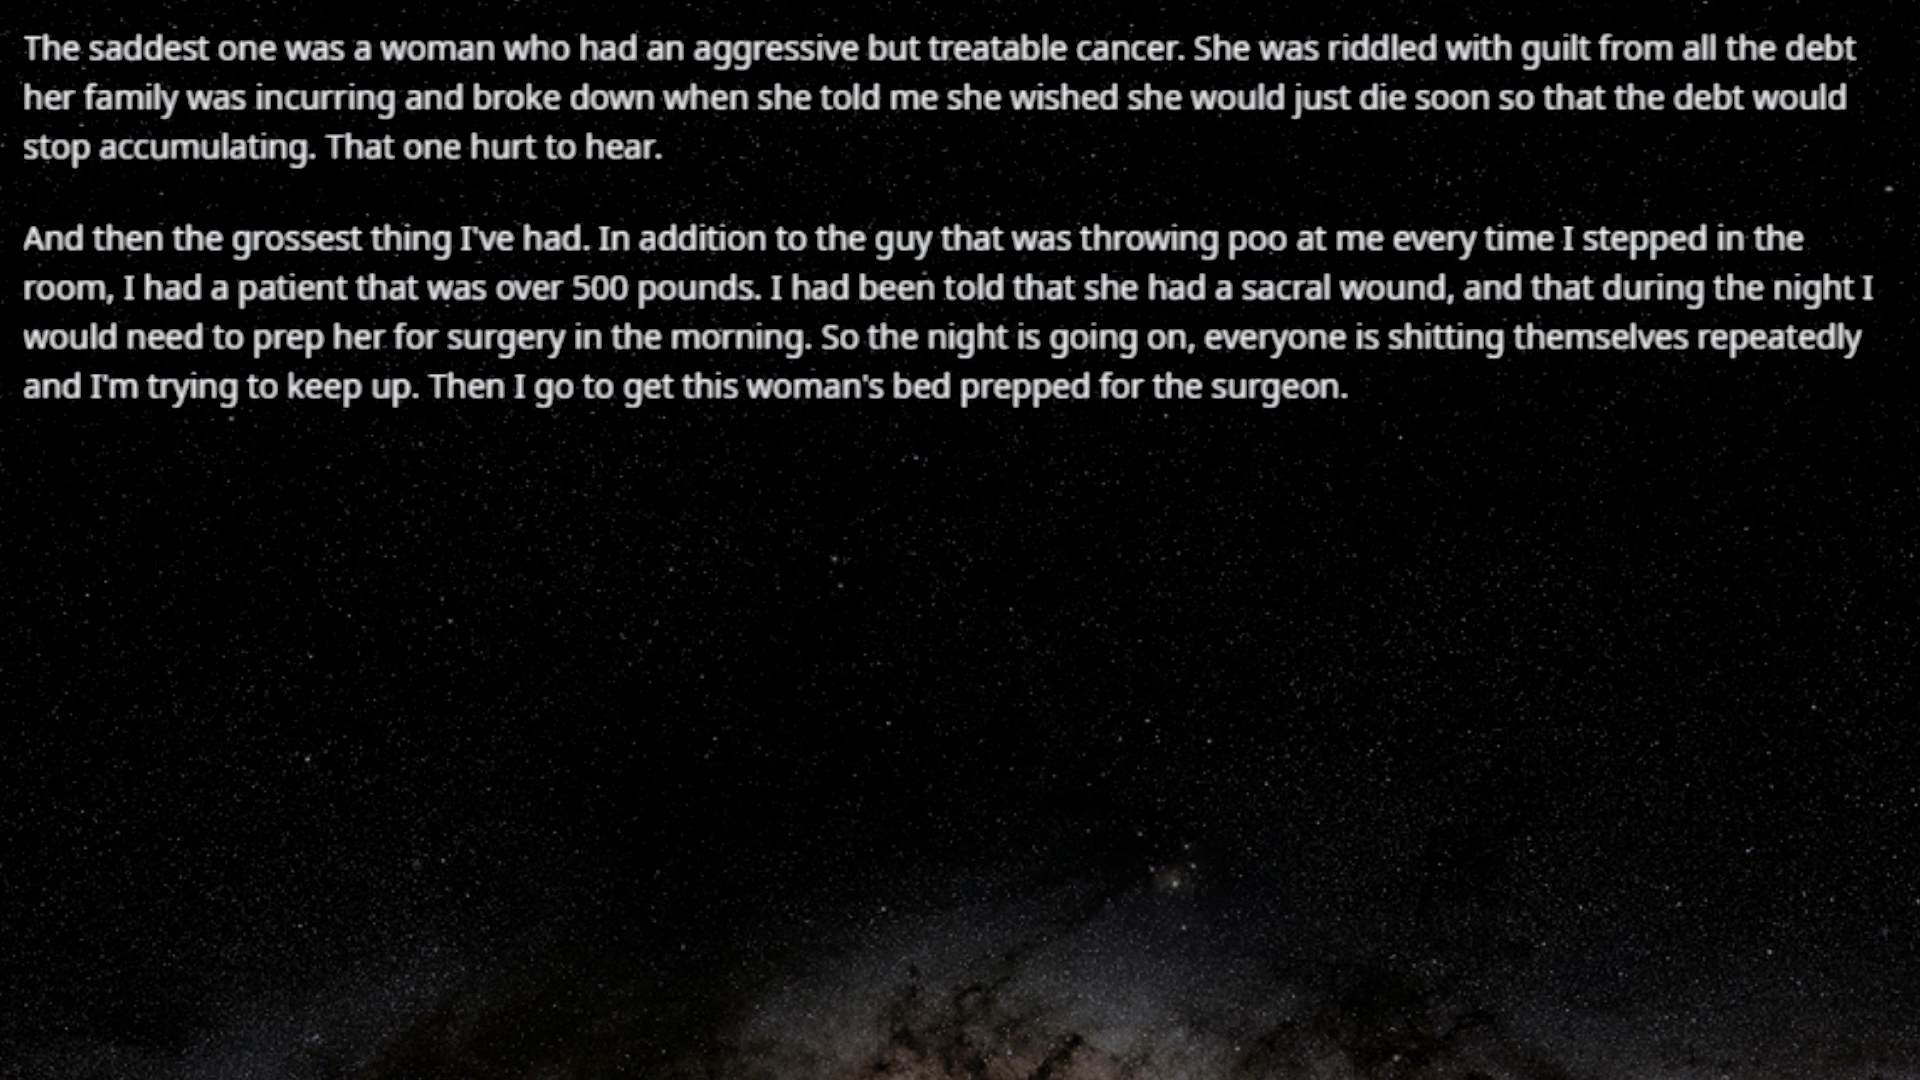 The saddest one was a woman who had an aggressive but treatable cancer. She was riddled with guilt from all the debt
her family was incurring and broke down when she told me she wished she would just die soon so that the debt would
stop accumulating. That one hurt to hear.
And then the grossest thing I've had. In addition to the guy that was throwing poo at me every time I stepped in the
room, I had a patient that was over 500 pounds. I had been told that she had a sacral wound, and that during the night I
would need to prep her for surgery in the morning. So the night is going on, everyone is shitting themselves repeatedly
and I'm trying to keep up. Then I go to get this woman's bed prepped for the surgeon.